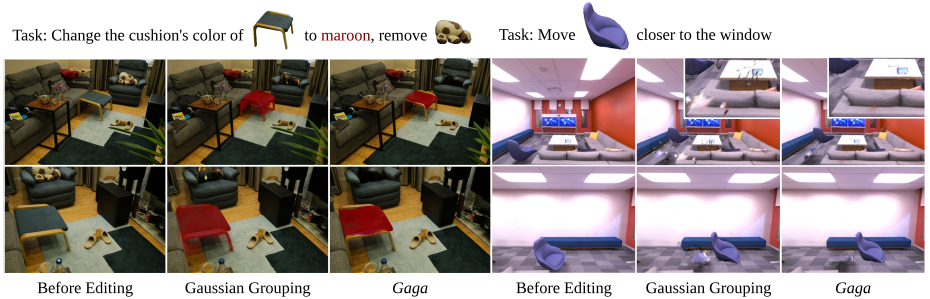 Task: Change the cushion's color of to maroon, remove
Task: Move closer to the window
Before Editing
Gaussian Grouping
Gaga
Before Editing
Gaussian Grouping
Gaga